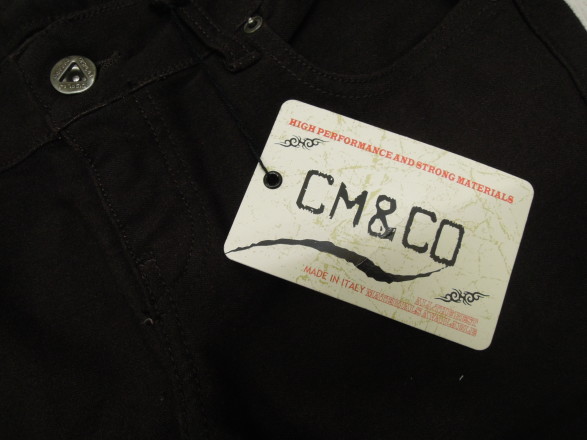 HIGH PERFORMANCE AND STRONG MATERIALS
CM&CO
MADE IN ITALY